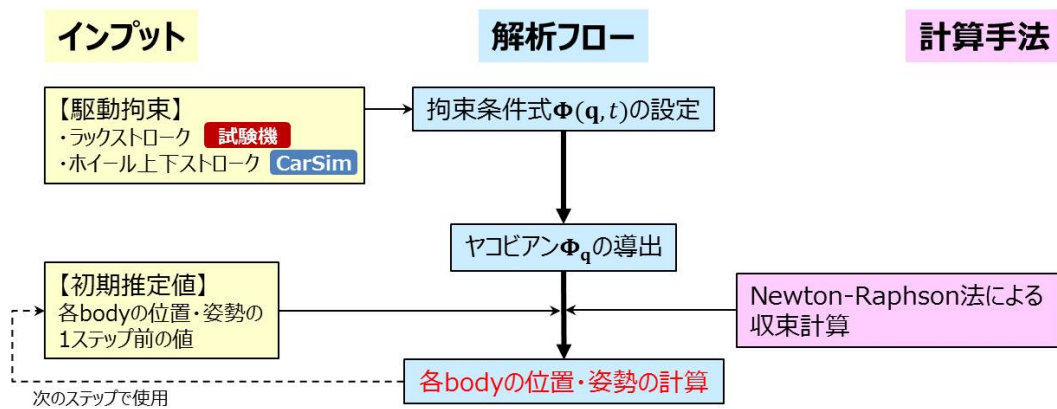 インプット
解析フロー
計算手法
【駆動拘束】
・ラックストローク 試験機
・ホイール上下ストローク CarSim
拘束条件式Φ(q, t)の設定
ヤコビアンΦqの導出
【初期推定値】
各bodyの位置・姿勢の
1ステップ前の値
Newton-Raphson法による
収束計算
各bodyの位置・姿勢の計算
次のステップで使用